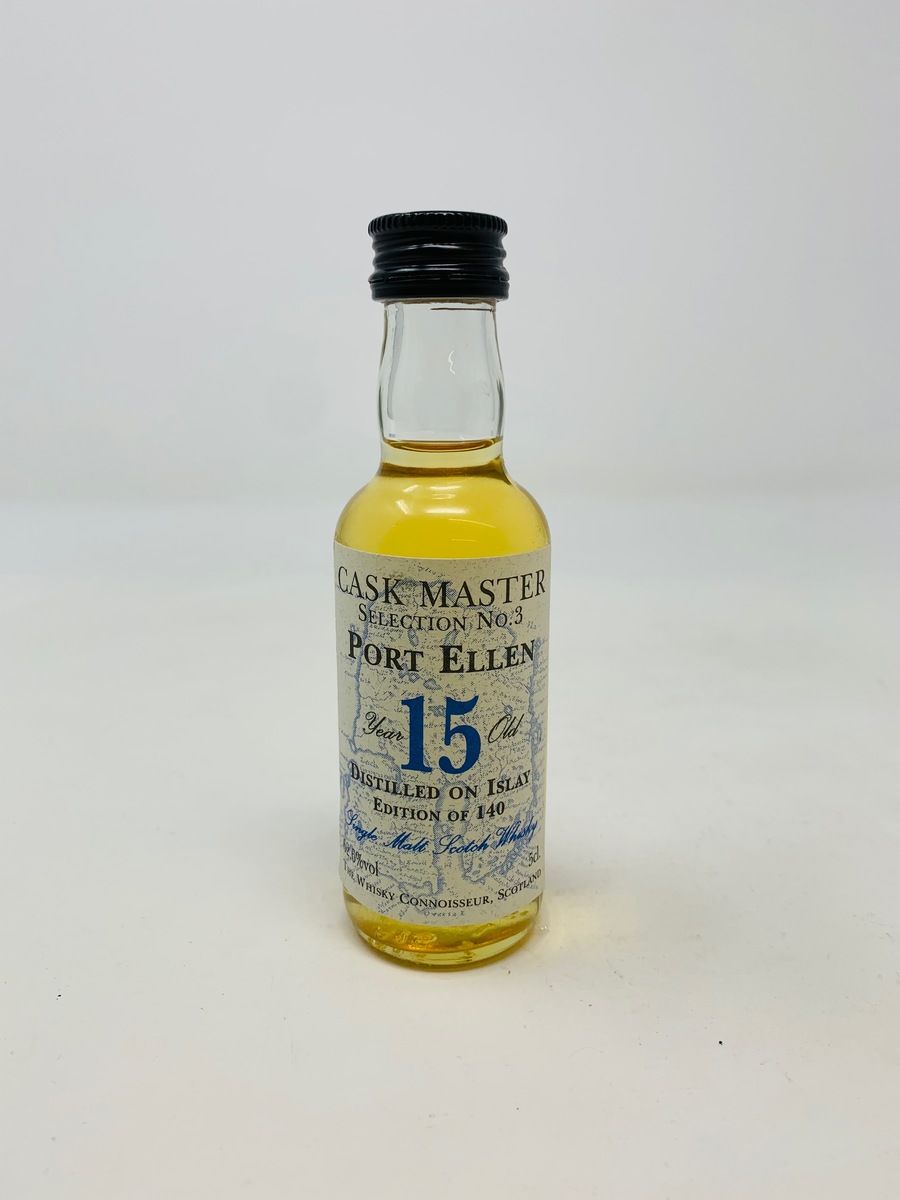 CASK MASTER
SELECTION NO.3
PORT ELLEN
Year 15 Old
DISTILLED ON ISLAY
EDITION OF 140
Single Malt Scotch Whisky
5cl
THE WHISKY CONNOISSEUR, SCOTLAND